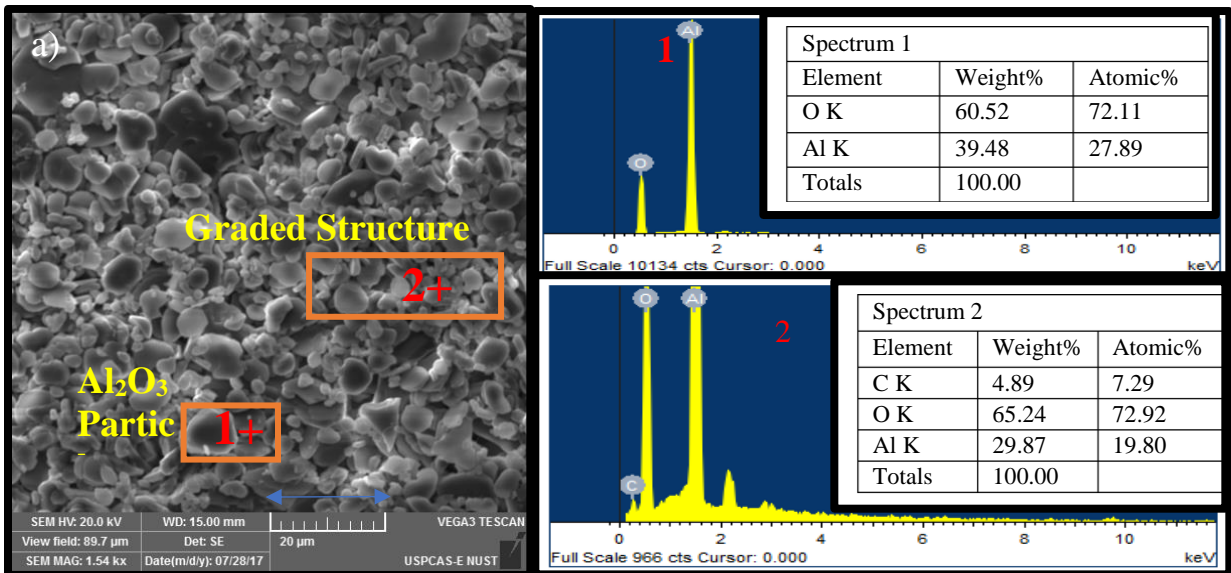 a)
Graded Structure
2+
Al₂O₃
Partic
1+
SEM HV: 20.0 kV WD: 15.00 mm VEGA3 TESCAN
View field: 89.7 µm Det: SE 20 µm
SEM MAG: 1.54 kx Date(m/d/y): 07/28/17 USPCAS-E NUST
1
Al
O
0 2 4 6 8 10
Full Scale 10134 cts Cursor: 0.000 keV
Spectrum 1
Element Weight% Atomic%
O K 60.52 72.11
Al K 39.48 27.89
Totals 100.00
2
O Al
C
0 2 4 6 8 10
Full Scale 966 cts Cursor: 0.000 keV
Spectrum 2
Element Weight% Atomic%
C K 4.89 7.29
O K 65.24 72.92
Al K 29.87 19.80
Totals 100.00